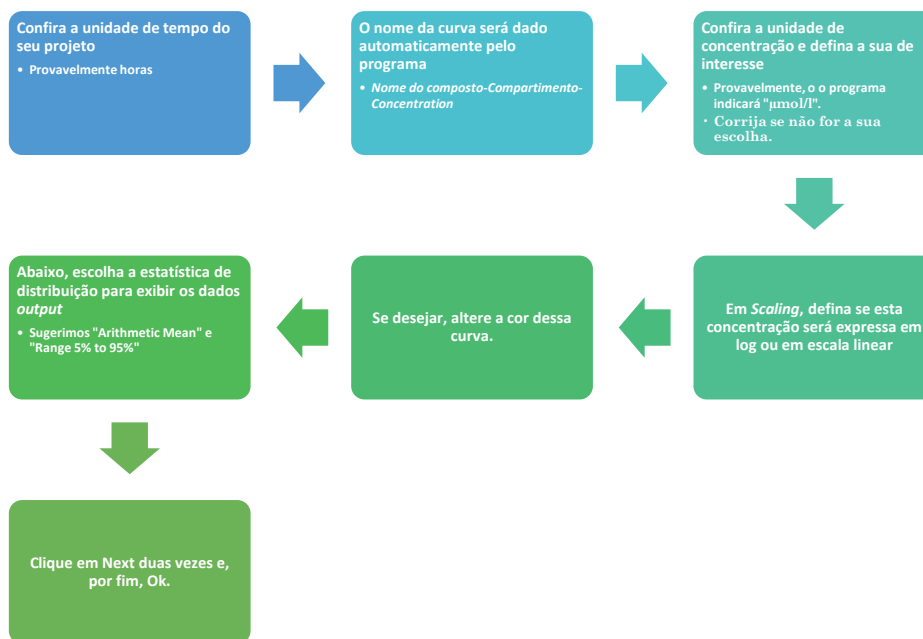 Confira a unidade de tempo do
seu projeto
• Provavelmente horas
O nome da curva será dado
automaticamente pelo
programa
• Nome do composto-Compartimento-
Concentration
Confira a unidade de
concentração e defina a sua de
interesse
• Provavelmente, o o programa
indicará "μmol/l".
• Corrija se não for a sua
escolha.
Em Scaling, defina se esta
concentração será expressa em
log ou em escala linear
Se desejar, altere a cor dessa
curva.
Abaixo, escolha a estatística de
distribuição para exibir os dados
output
• Sugerimos "Arithmetic Mean" e
"Range 5% to 95%"
Clique em Next duas vezes e,
por fim, Ok.